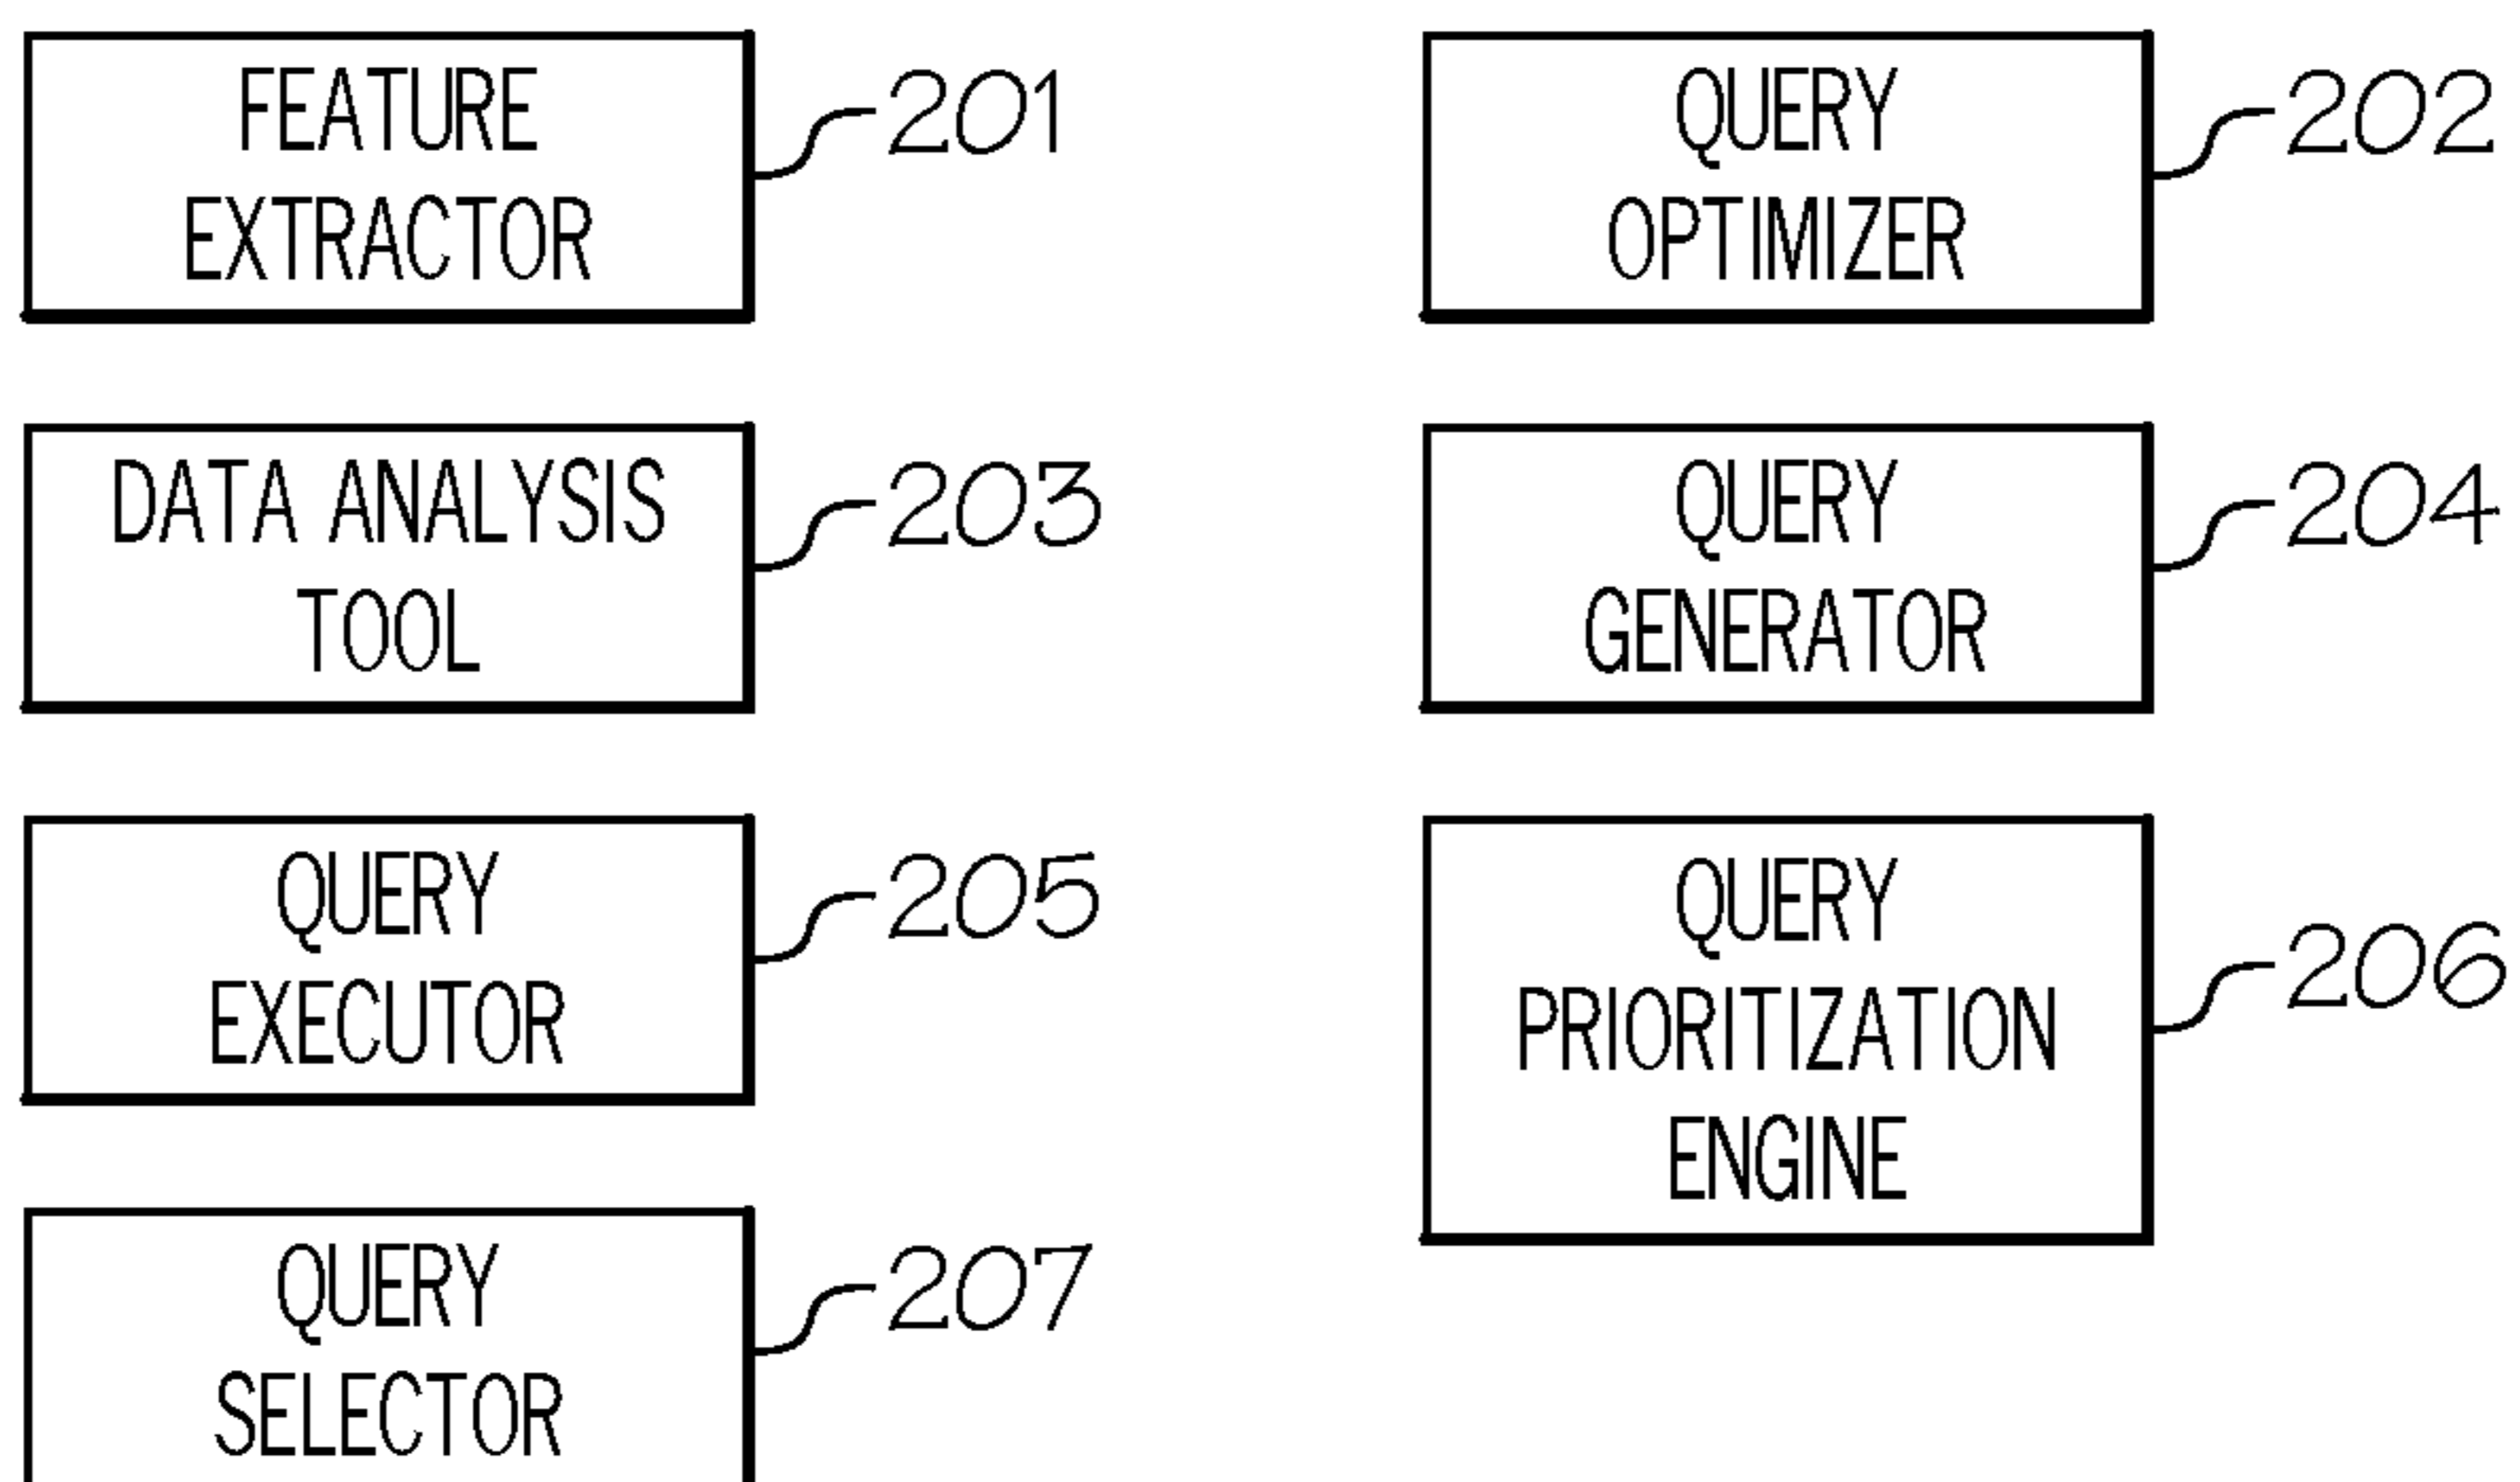 FEATURE
EXTRACTOR
201
QUERY
OPTIMIZER
202
DATA ANALYSIS
TOOL
203
QUERY
GENERATOR
204
QUERY
EXECUTOR
205
QUERY
PRIORITIZATION
ENGINE
206
QUERY
SELECTOR
207